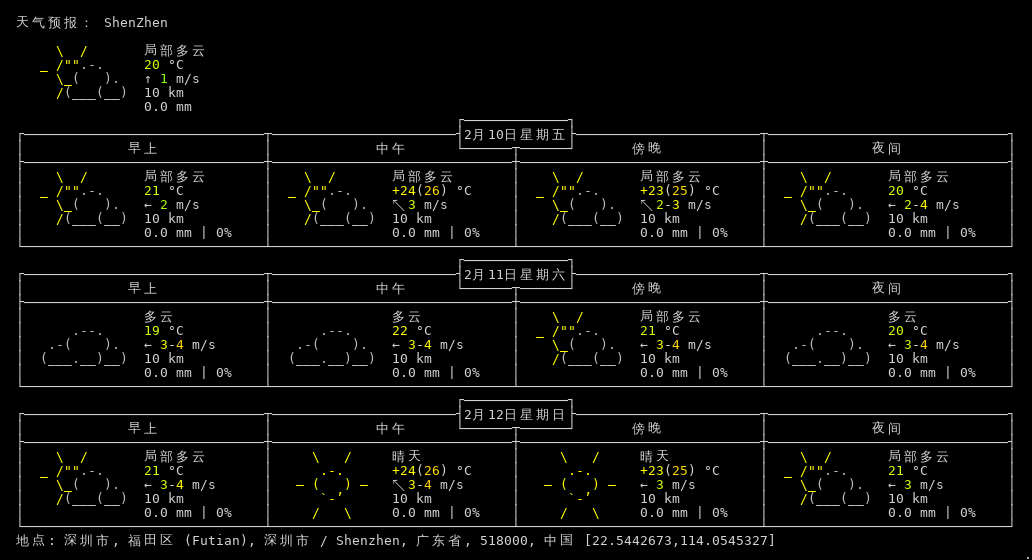 天气预报： ShenZhen
局部多云
20 °C
↑ 1 m/s
10 km
0.0 mm
2月10日星期五
早上 中午 傍晚 夜间
局部多云 局部多云 局部多云 局部多云
21 °C +24(26) °C +23(25) °C 20 °C
← 2 m/s ↖ 3 m/s ↖ 2-3 m/s ← 2-4 m/s
10 km 10 km 10 km 10 km
0.0 mm | 0% 0.0 mm | 0% 0.0 mm | 0% 0.0 mm | 0%
2月11日星期六
早上 中午 傍晚 夜间
多云 多云 局部多云 多云
19 °C 22 °C 21 °C 20 °C
← 3-4 m/s ← 3-4 m/s ← 3-4 m/s ← 3-4 m/s
10 km 10 km 10 km 10 km
0.0 mm | 0% 0.0 mm | 0% 0.0 mm | 0% 0.0 mm | 0%
2月12日星期日
早上 中午 傍晚 夜间
局部多云 晴天 晴天 局部多云
21 °C +24(26) °C +23(25) °C 21 °C
← 3-4 m/s ↖ 3-4 m/s ← 3 m/s ← 3 m/s
10 km 10 km 10 km 10 km
0.0 mm | 0% 0.0 mm | 0% 0.0 mm | 0% 0.0 mm | 0%
地点: 深圳市, 福田区 (Futian), 深圳市 / Shenzhen, 广东省, 518000, 中国 [22.5442673,114.0545327]